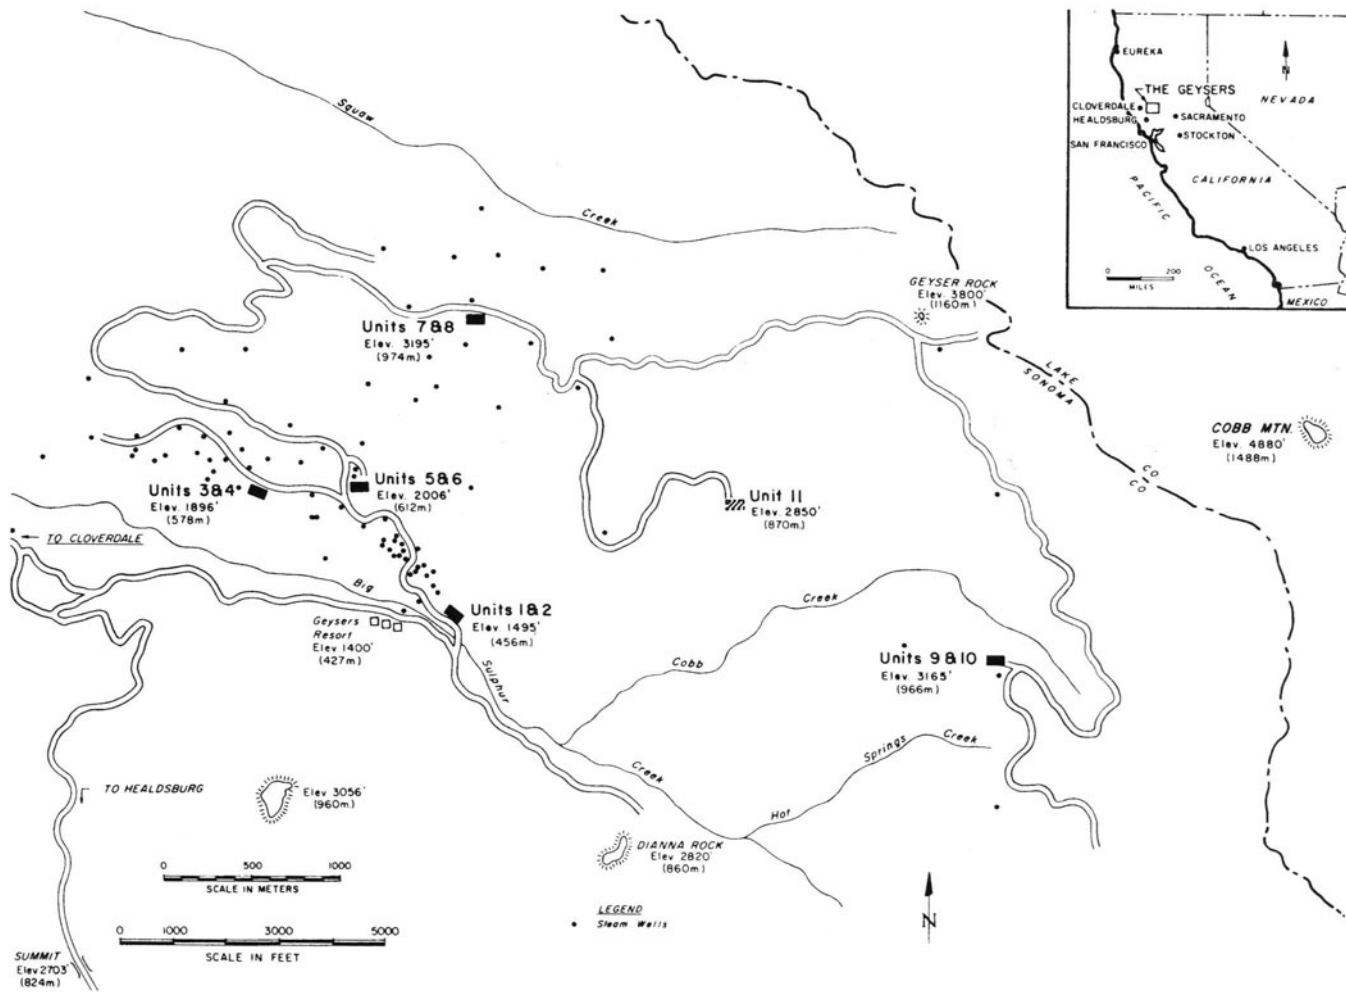 Squaw
Creek
GEYSER ROCK
Elev. 3800'
(1160m)
Units 7&8
Elev. 3195'
(974m)
LAKE
SONOMA
CO
CO
COBB MTN.
Elev. 4880'
(1488m)
Units 3&4
Elev. 1896'
(578m)
Units 5&6
Elev. 2006'
(612m)
Unit 11
Elev. 2850'
(870m.)
TO CLOVERDALE
Big
Sulphur
Creek
Geysers
Resort
Elev 1400'
(427m)
Units 1&2
Elev. 1495'
(456m)
Cobb
Creek
Units 9&10
Elev. 3165'
(966m)
Hot
Springs
Creek
TO HEALDSBURG
Elev 3056'
(960m.)
DIANNA ROCK
Elev 2820'
(860m)
0 500 1000
SCALE IN METERS
0 1000 2000 3000 4000 5000
SCALE IN FEET
LEGEND
Steam Wells
N
SUMMIT
Elev 2703'
(824m)
EUREKA
N
THE GEYSERS
NEVADA
CLOVERDALE
HEALDSBURG
SACRAMENTO
STOCKTON
SAN FRANCISCO
CALIFORNIA
PACIFIC
OCEAN
LOS ANGELES
0 200
MILES
MEXICO